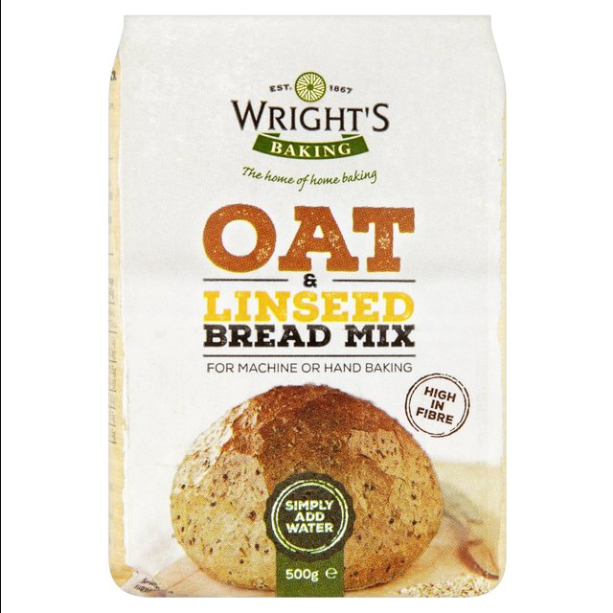 EST. 1867
WRIGHT'S
BAKING
The home of home baking
OAT
&
LINSEED
BREAD MIX
FOR MACHINE OR HAND BAKING
HIGH
IN
FIBRE
SIMPLY
ADD
WATER
500g ℮